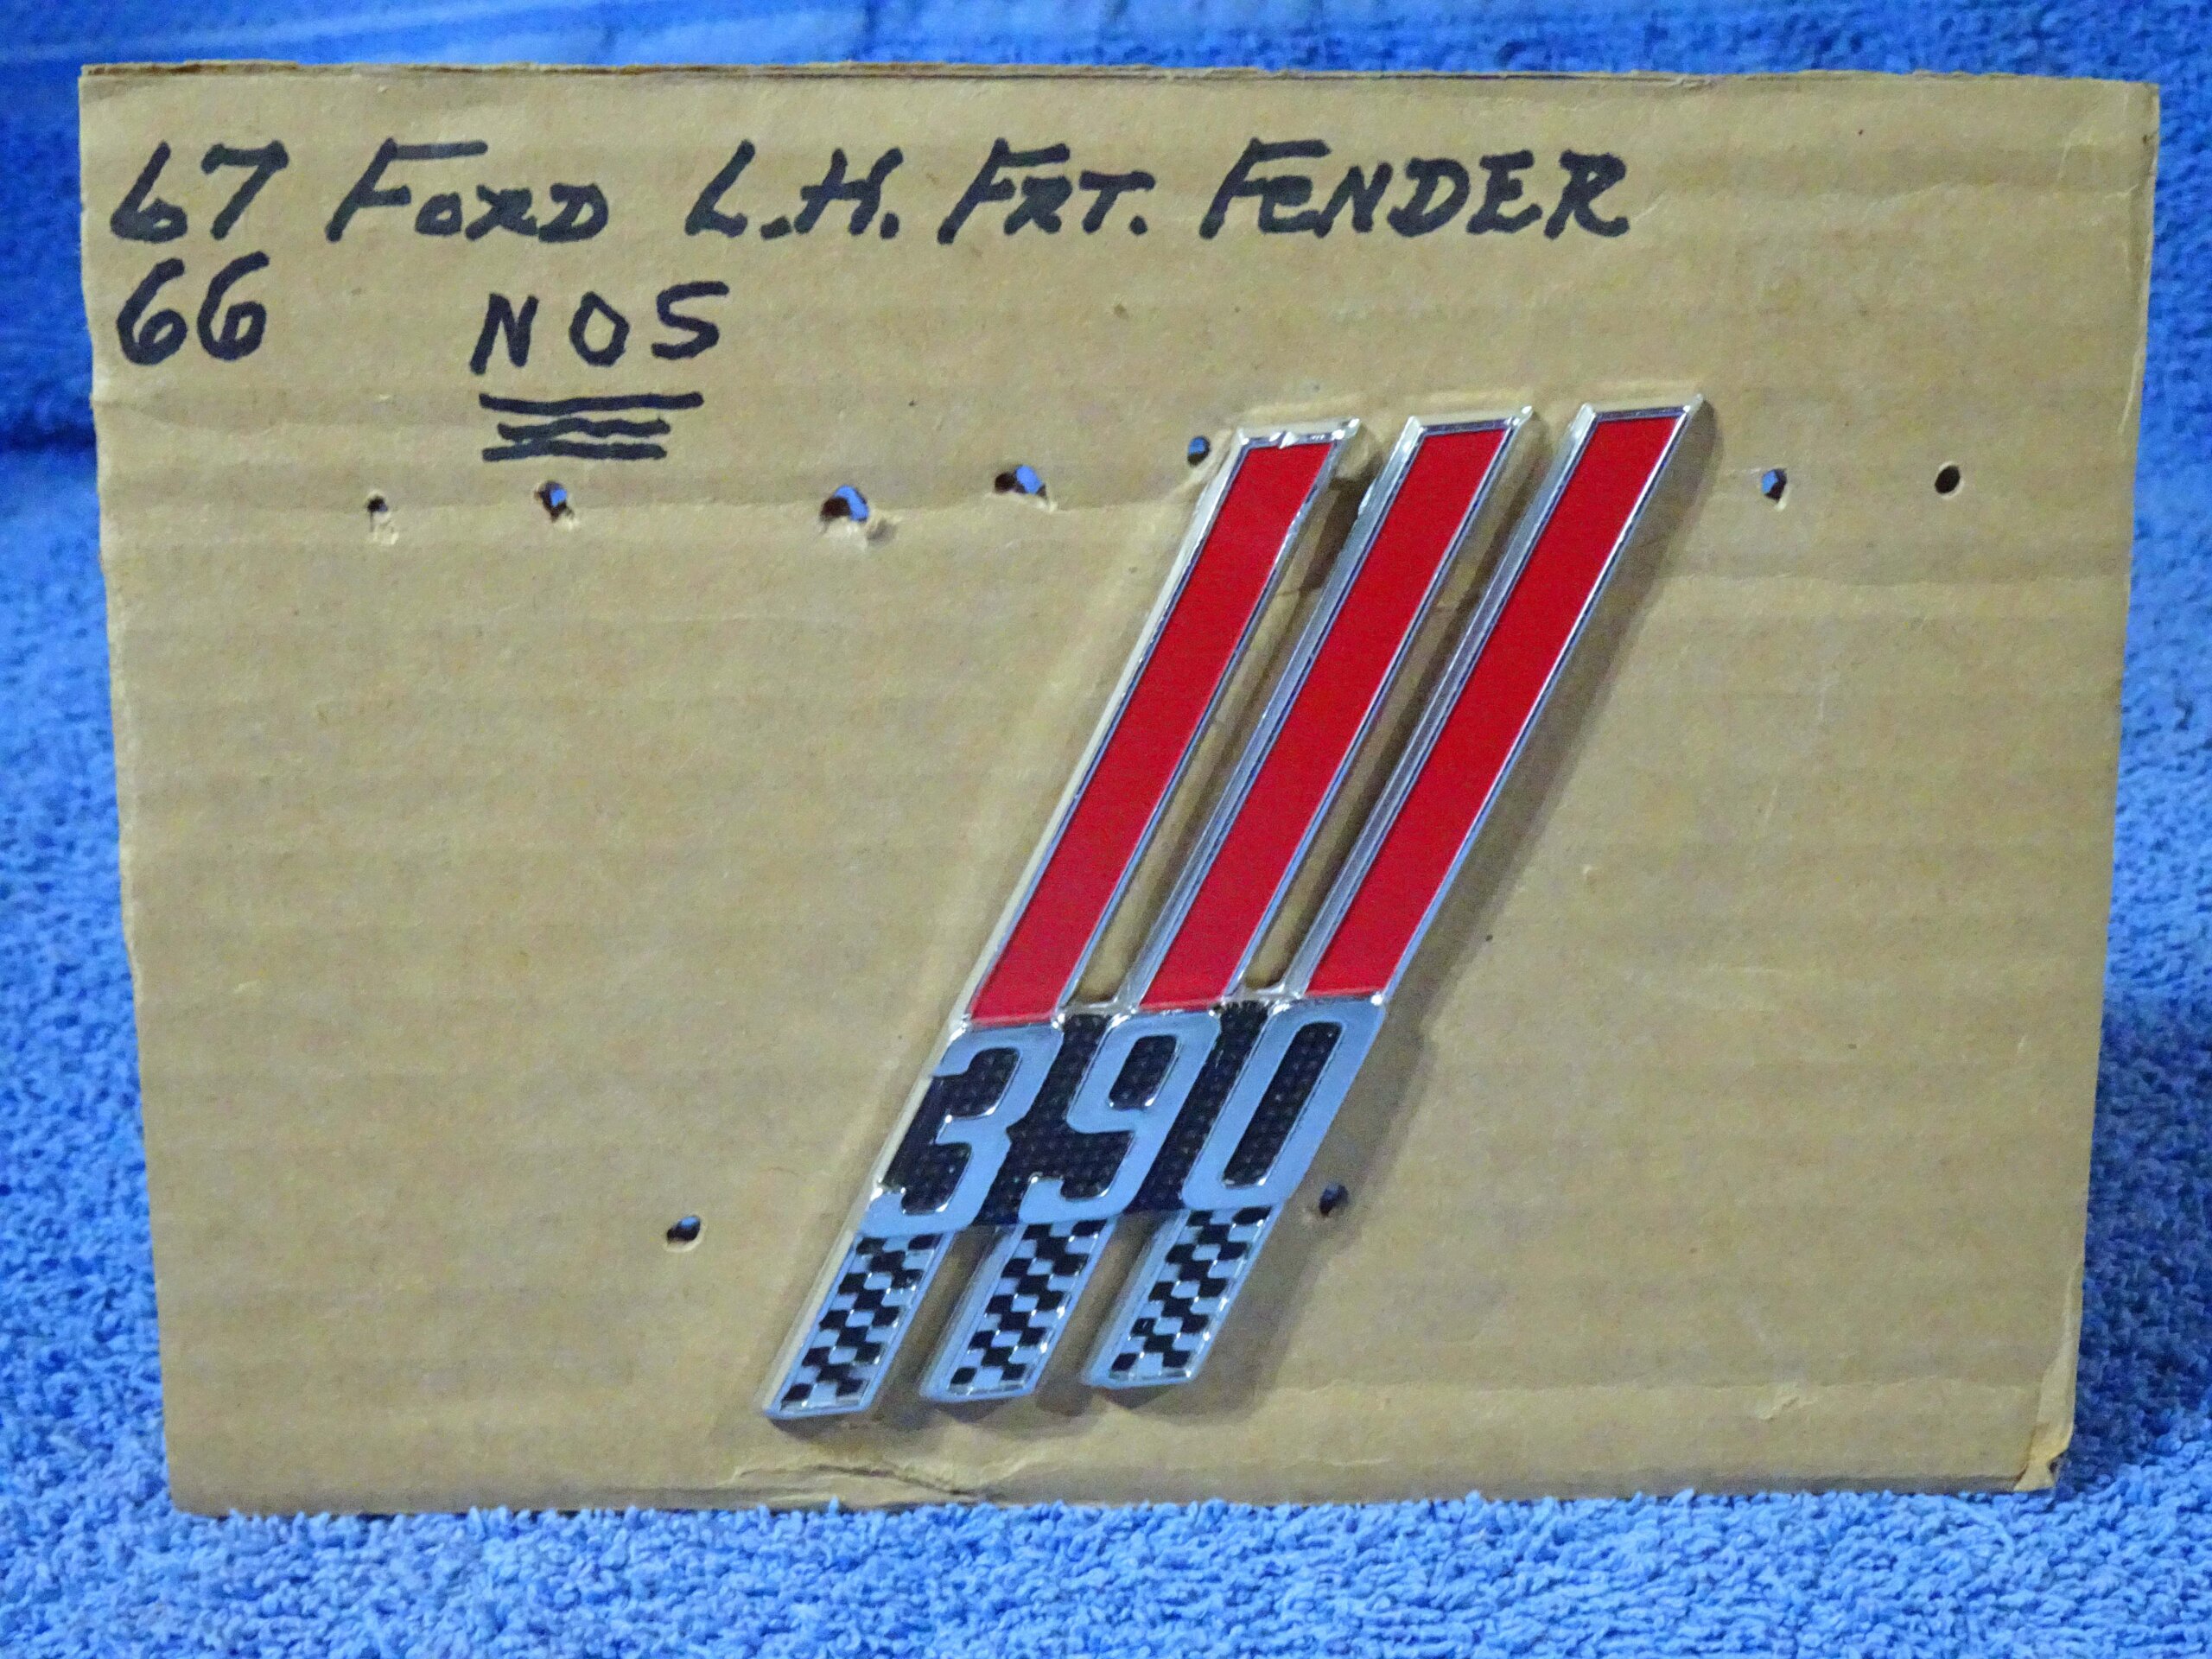 67 FORD L.H. FRT. FENDER
66 NOS
390